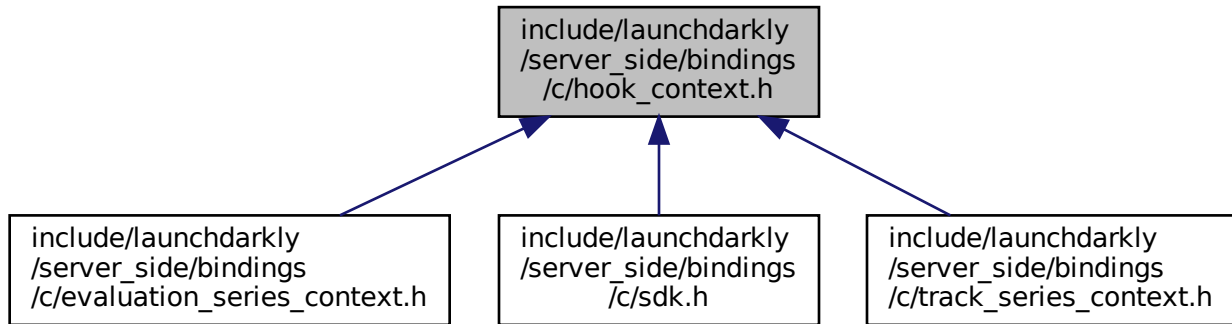 include/launchdarkly
/server_side/bindings
/c/hook_context.h
include/launchdarkly
/server_side/bindings
/c/evaluation_series_context.h
include/launchdarkly
/server_side/bindings
/c/sdk.h
include/launchdarkly
/server_side/bindings
/c/track_series_context.h